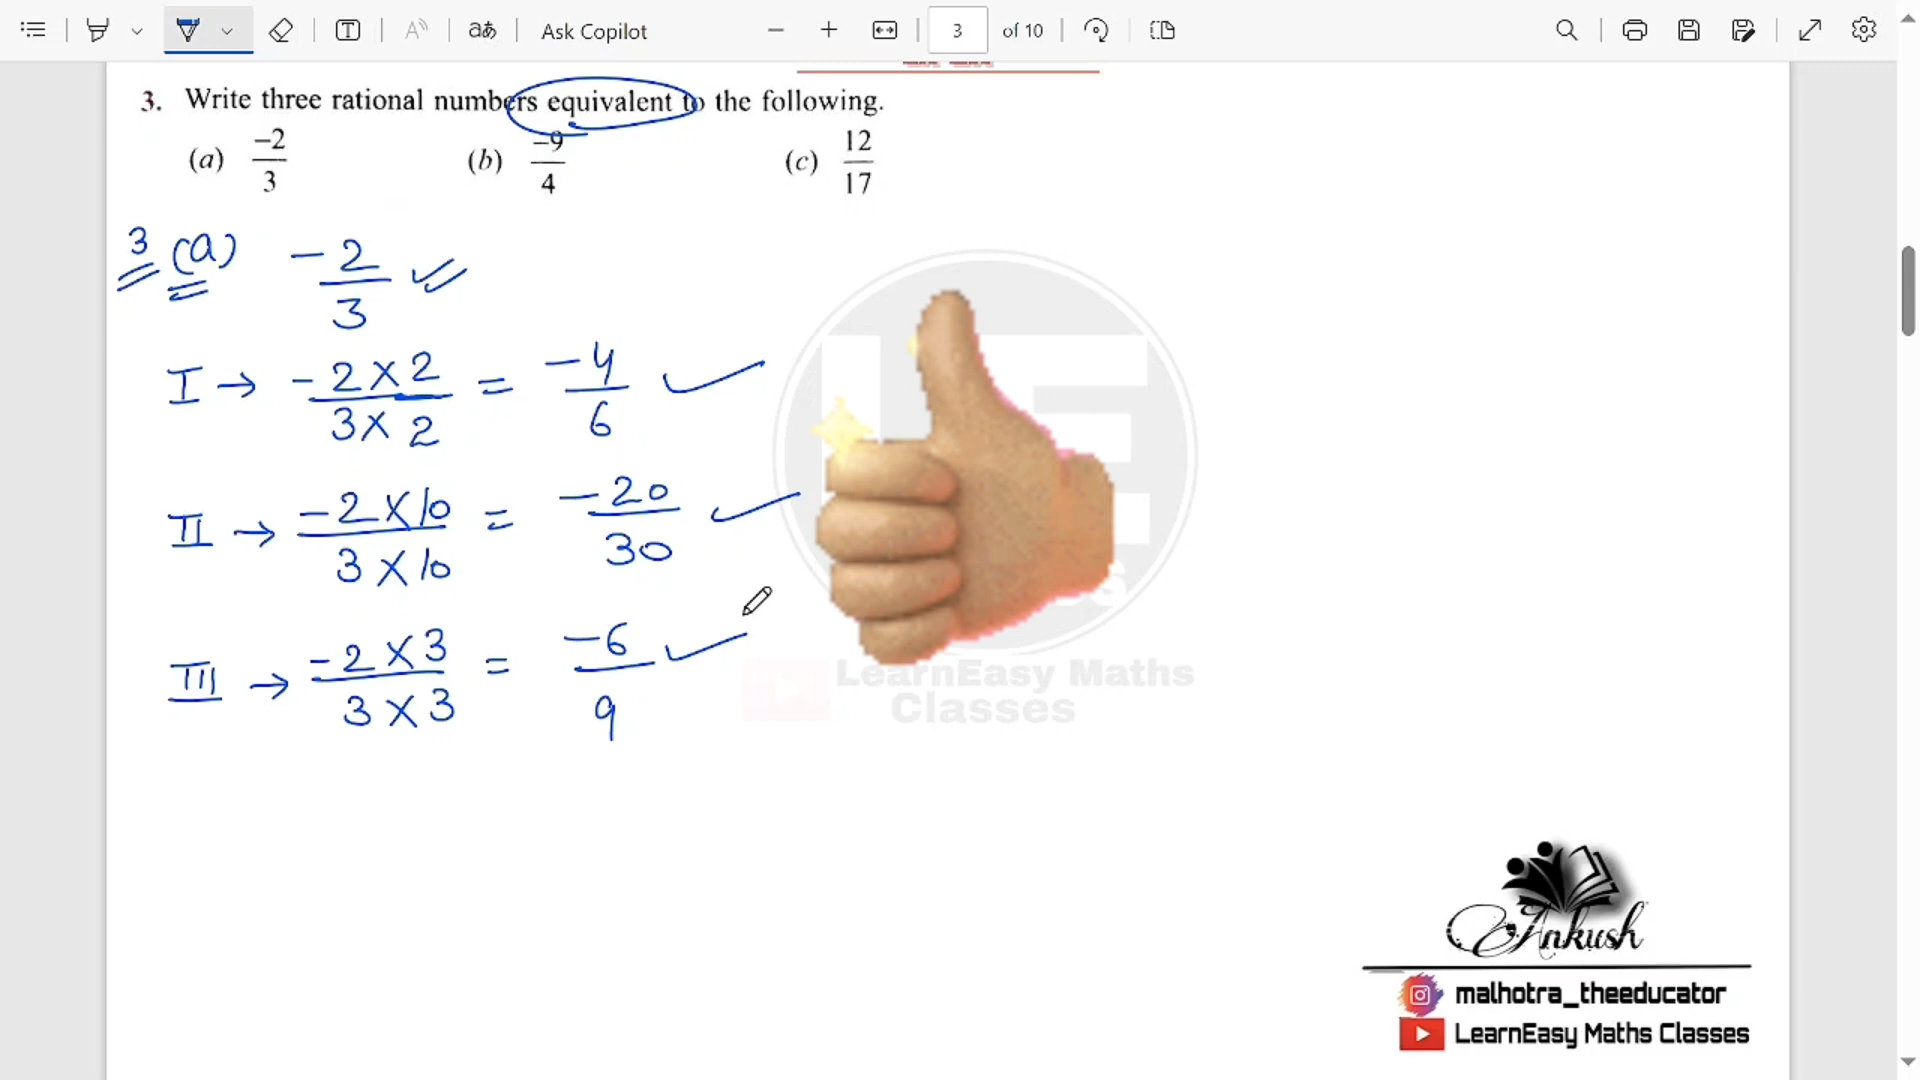 Ask Copilot 3 of 10
3. Write three rational numbers equivalent to the following.
(a) -2/3 (b) -9/4 (c) 12/17
3 (a) -2/3
I → -2 × 2 / 3 × 2 = -4/6
II → -2 × 10 / 3 × 10 = -20/30
III → -2 × 3 / 3 × 3 = -6/9
LearnEasy Maths
Classes
Ankush
malhotra_theeducator
LearnEasy Maths Classes